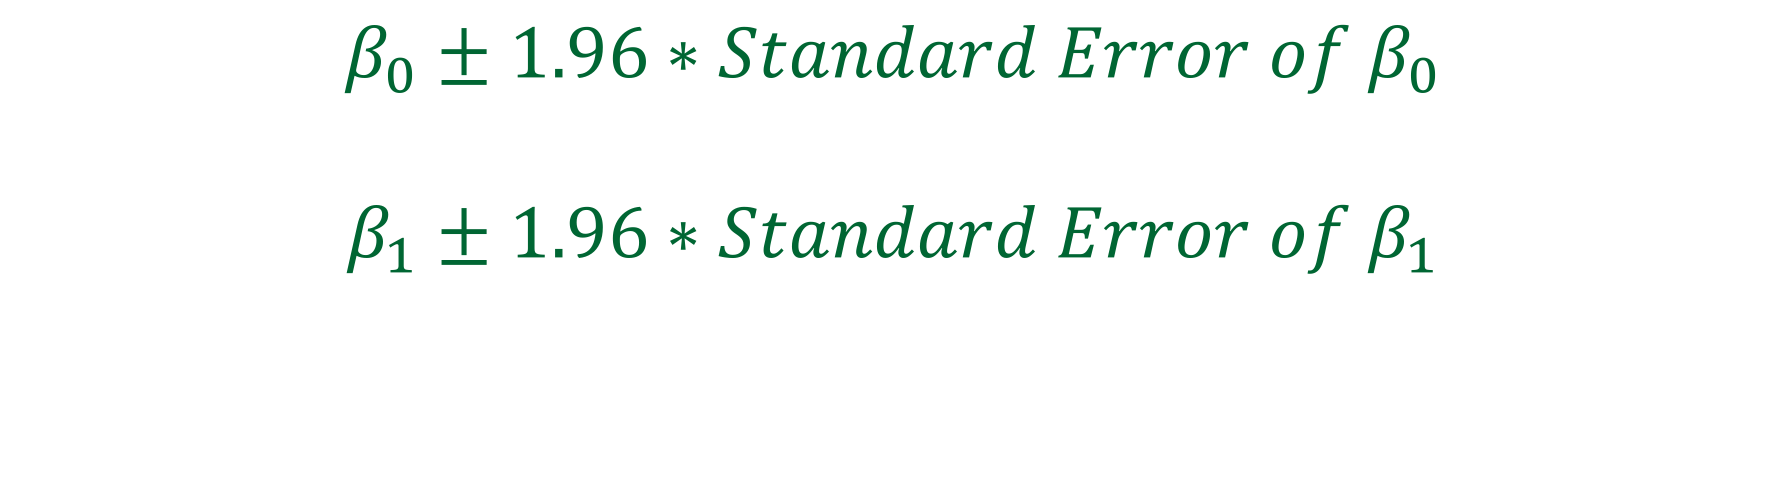 β₀ ± 1.96 ∗ Standard Error of β₀
β₁ ± 1.96 ∗ Standard Error of β₁